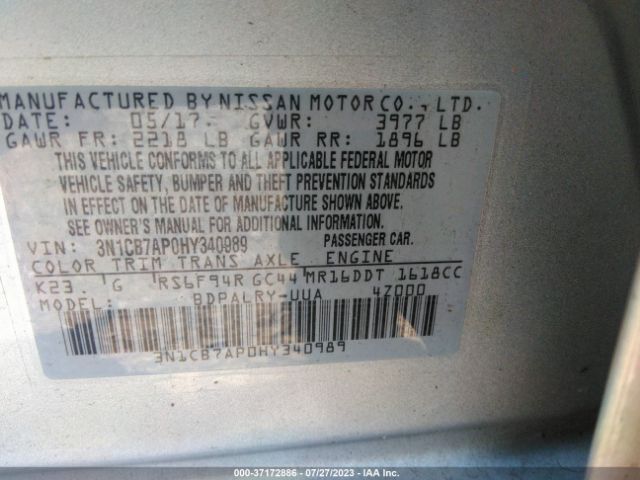 MANUFACTURED BY NISSAN MOTOR CO., LTD.
DATE: 05/17 GVWR: 3977 LB
GAWR FR: 2218 LB GAWR RR: 1896 LB
THIS VEHICLE CONFORMS TO ALL APPLICABLE FEDERAL MOTOR
VEHICLE SAFETY, BUMPER AND THEFT PREVENTION STANDARDS
IN EFFECT ON THE DATE OF MANUFACTURE SHOWN ABOVE.
SEE OWNER'S MANUAL FOR ADDITIONAL INFORMATION.
VIN: 3N1CB7AP0HY340989 PASSENGER CAR.
COLOR TRIM TRANS AXLE ENGINE
K23 G RS6F94R GC44 MR16DDT 1618CC
MODEL: BDPALRY-UUA 4Z000
3N1CB7AP0HY340989
000-37172886 - 07/27/2023 - IAA Inc.